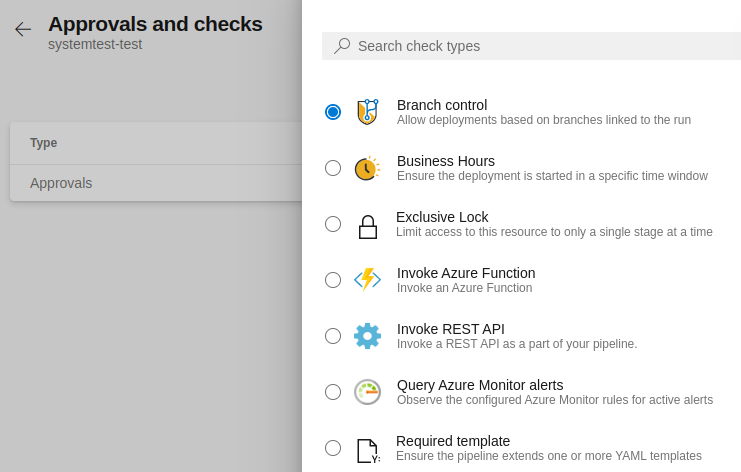 Approvals and checks
systemtest-test
Type
Approvals
Search check types
Branch control
Allow deployments based on branches linked to the run
Business Hours
Ensure the deployment is started in a specific time window
Exclusive Lock
Limit access to this resource to only a single stage at a time
Invoke Azure Function
Invoke an Azure Function
Invoke REST API
Invoke a REST API as a part of your pipeline.
Query Azure Monitor alerts
Observe the configured Azure Monitor rules for active alerts
Required template
Ensure the pipeline extends one or more YAML templates